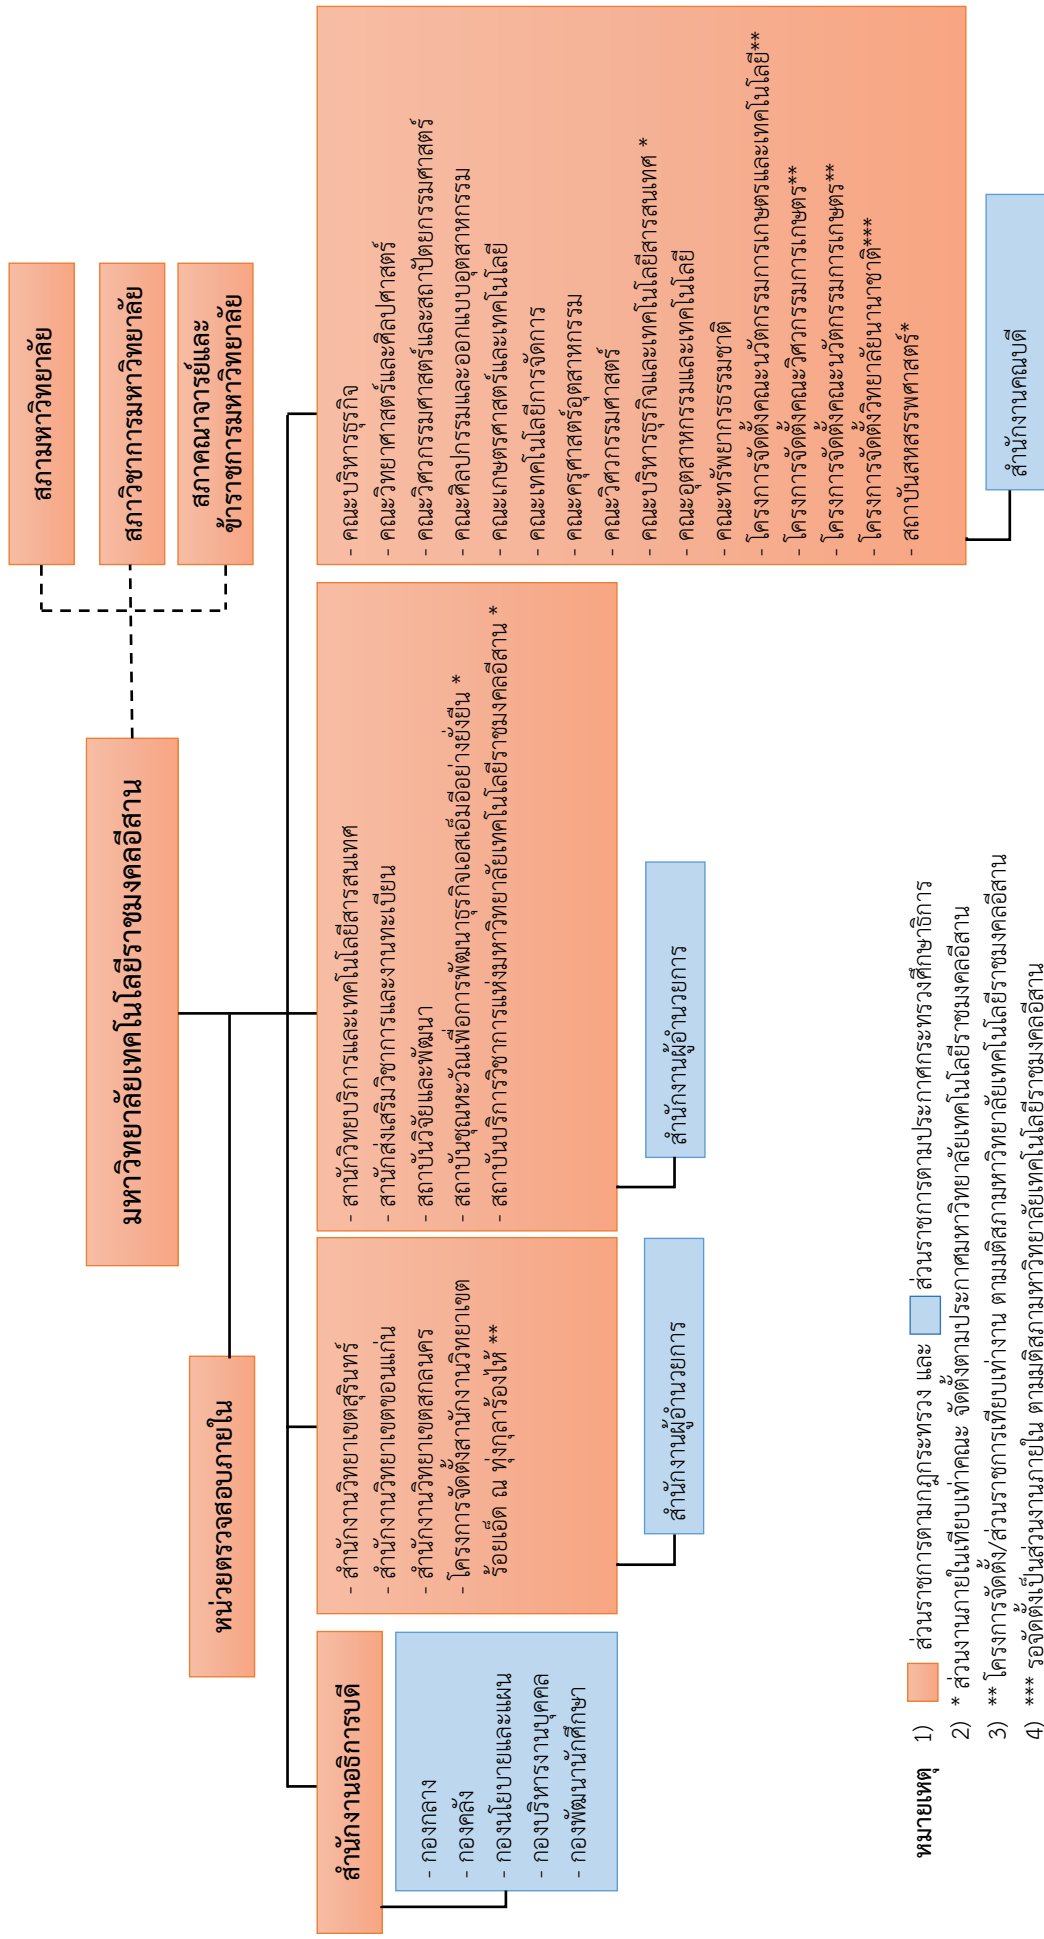 สภามหาวิทยาลัย
สภาวิชาการมหาวิทยาลัย
สภาคณาจารย์และ
ข้าราชการมหาวิทยาลัย
มหาวิทยาลัยเทคโนโลยีราชมงคลอีสาน
หน่วยตรวจสอบภายใน
สำนักงานอธิการบดี
- กองกลาง
- กองคลัง
- กองนโยบายและแผน
- กองบริหารงานบุคคล
- กองพัฒนานักศึกษา
- สำนักงานวิทยาเขตสุรินทร์
- สำนักงานวิทยาเขตขอนแก่น
- สำนักงานวิทยาเขตสกลนคร
- โครงการจัดตั้งสำนักงานวิทยาเขต
ร้อยเอ็ด ณ ทุ่งกุลาร้องไห้ **
สำนักงานผู้อำนวยการ
- สานักวิทยบริการและเทคโนโลยีสารสนเทศ
- สานักส่งเสริมวิชาการและงานทะเบียน
- สถาบันวิจัยและพัฒนา
- สถาบันชุณหะวัณเพื่อการพัฒนาธุรกิจเอสเอ็มอีอย่างยั่งยืน *
- สถาบันบริการวิชาการแห่งมหาวิทยาลัยเทคโนโลยีราชมงคลอีสาน *
สำนักงานผู้อำนวยการ
- คณะบริหารธุรกิจ
- คณะวิทยาศาสตร์และศิลปศาสตร์
- คณะวิศวกรรมศาสตร์และสถาปัตยกรรมศาสตร์
- คณะศิลปกรรมและออกแบบอุตสาหกรรม
- คณะเกษตรศาสตร์และเทคโนโลยี
- คณะเทคโนโลยีการจัดการ
- คณะครุศาสตร์อุตสาหกรรม
- คณะวิศวกรรมศาสตร์
- คณะบริหารธุรกิจและเทคโนโลยีสารสนเทศ *
- คณะอุตสาหกรรมและเทคโนโลยี
- คณะทรัพยากรธรรมชาติ
- โครงการจัดตั้งคณะนวัตกรรมการเกษตรและเทคโนโลยี**
- โครงการจัดตั้งคณะวิศวกรรมการเกษตร**
- โครงการจัดตั้งคณะนวัตกรรมการเกษตร**
- โครงการจัดตั้งวิทยาลัยนานาชาติ***
- สถาบันสหสรรพศาสตร์*
สำนักงานคณบดี
หมายเหตุ 1) ส่วนราชการตามกฎกระทรวง และ ส่วนราชการตามประกาศกระทรวงศึกษาธิการ
2) * ส่วนงานภายในเทียบเท่าคณะ จัดตั้งตามประกาศมหาวิทยาลัยเทคโนโลยีราชมงคลอีสาน
3) ** โครงการจัดตั้ง/ส่วนราชการเทียบเท่างาน ตามมติสภามหาวิทยาลัยเทคโนโลยีราชมงคลอีสาน
4) *** รอจัดตั้งเป็นส่วนงานภายใน ตามมติสภามหาวิทยาลัยเทคโนโลยีราชมงคลอีสาน